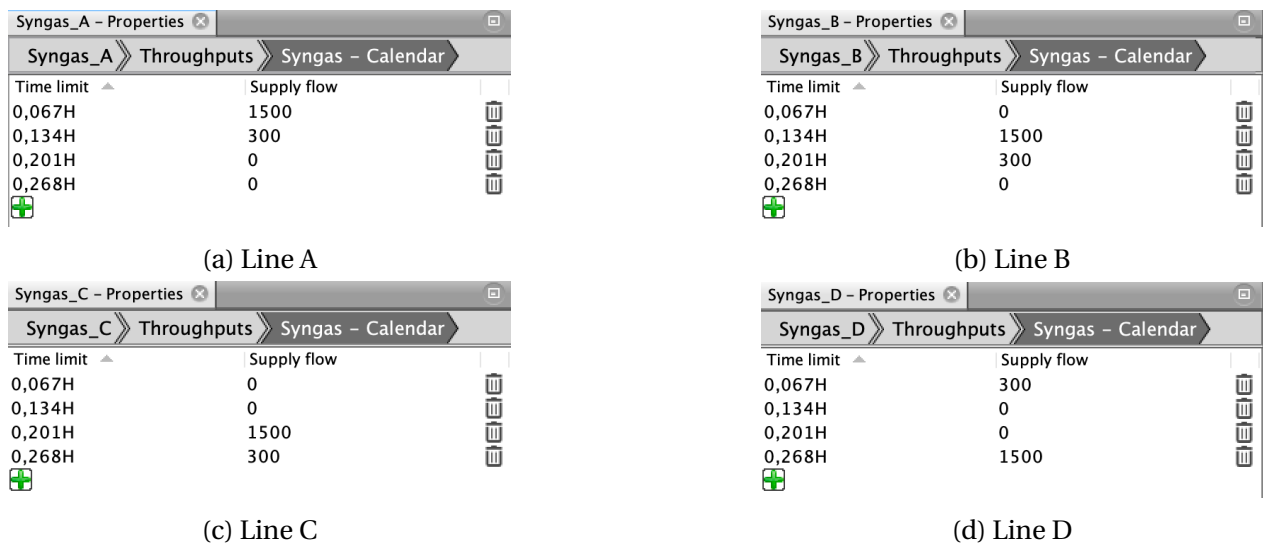 Syngas_A – Properties
Syngas_A Throughputs Syngas – Calendar
Time limit Supply flow
0,067H 1500
0,134H 300
0,201H 0
0,268H 0
(a) Line A
Syngas_B – Properties
Syngas_B Throughputs Syngas – Calendar
Time limit Supply flow
0,067H 0
0,134H 1500
0,201H 300
0,268H 0
(b) Line B
Syngas_C – Properties
Syngas_C Throughputs Syngas – Calendar
Time limit Supply flow
0,067H 0
0,134H 0
0,201H 1500
0,268H 300
(c) Line C
Syngas_D – Properties
Syngas_D Throughputs Syngas – Calendar
Time limit Supply flow
0,067H 300
0,134H 0
0,201H 0
0,268H 1500
(d) Line D